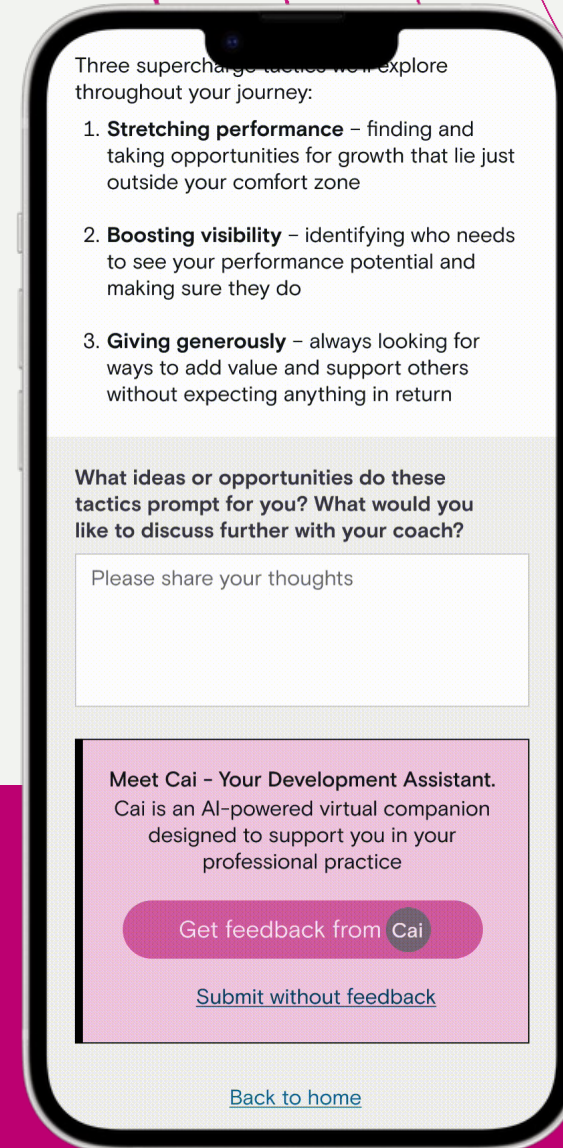 Three supercharge tactics we'll explore
throughout your journey:
1. Stretching performance – finding and
taking opportunities for growth that lie just
outside your comfort zone
2. Boosting visibility – identifying who needs
to see your performance potential and
making sure they do
3. Giving generously – always looking for
ways to add value and support others
without expecting anything in return
What ideas or opportunities do these
tactics prompt for you? What would you
like to discuss further with your coach?
Please share your thoughts
Meet Cai - Your Development Assistant.
Cai is an AI-powered virtual companion
designed to support you in your
professional practice
Get feedback from Cai
Submit without feedback
Back to home